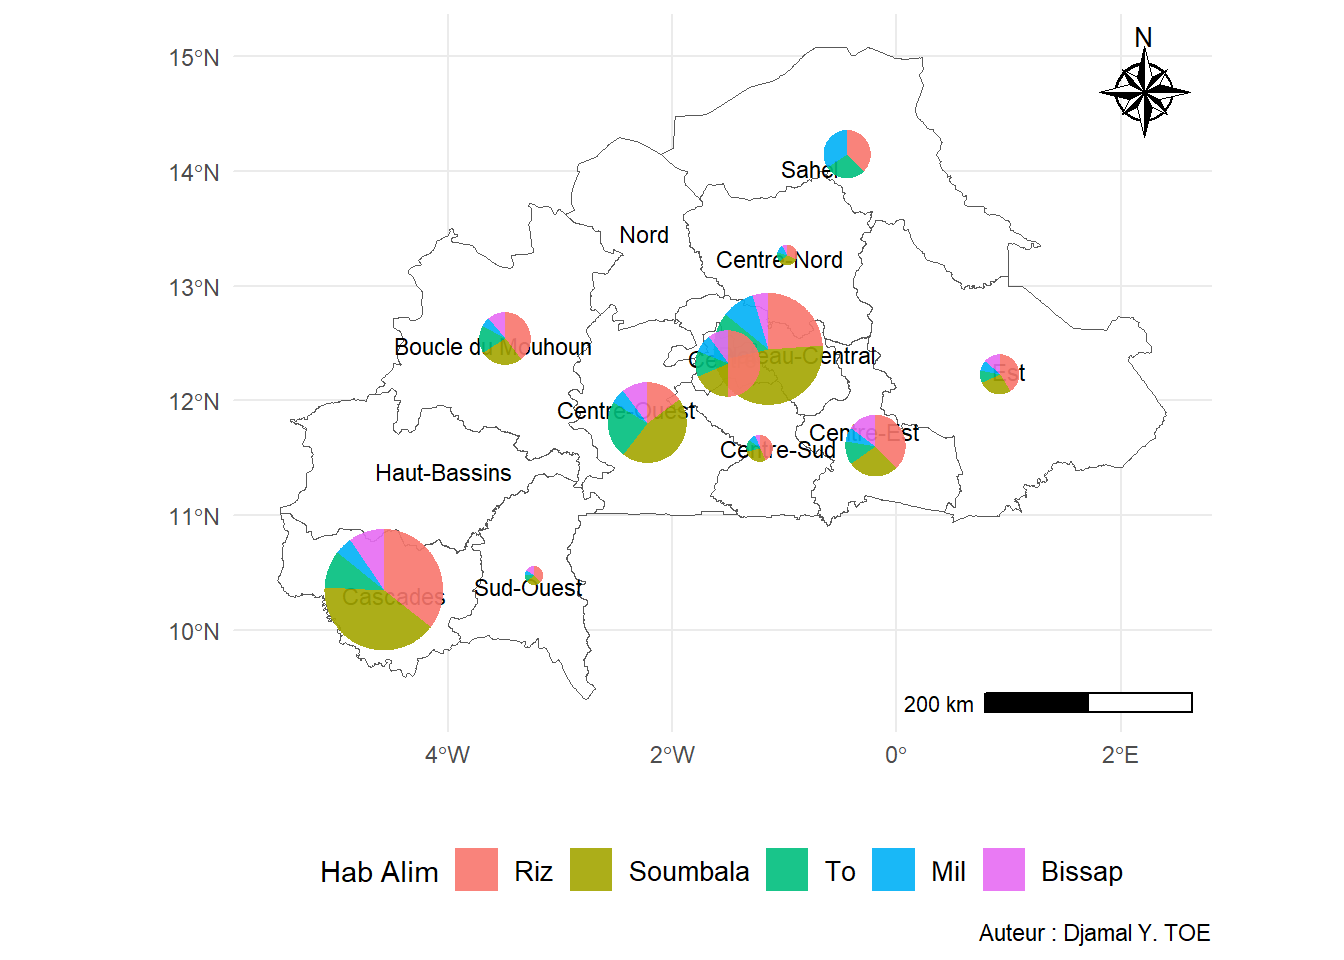 N
15°N
14°N
13°N
12°N
11°N
10°N
Sahel
Nord
Centre-Nord
Boucle du Mouhoun
eau-Central
Est
Centre-Ouest
Centre-Est
Centre-Sud
Haut-Bassins
Cascades
Sud-Ouest
200 km
4°W
2°W
0°
2°E
Hab Alim
Riz
Soumbala
To
Mil
Bissap
Auteur : Djamal Y. TOE